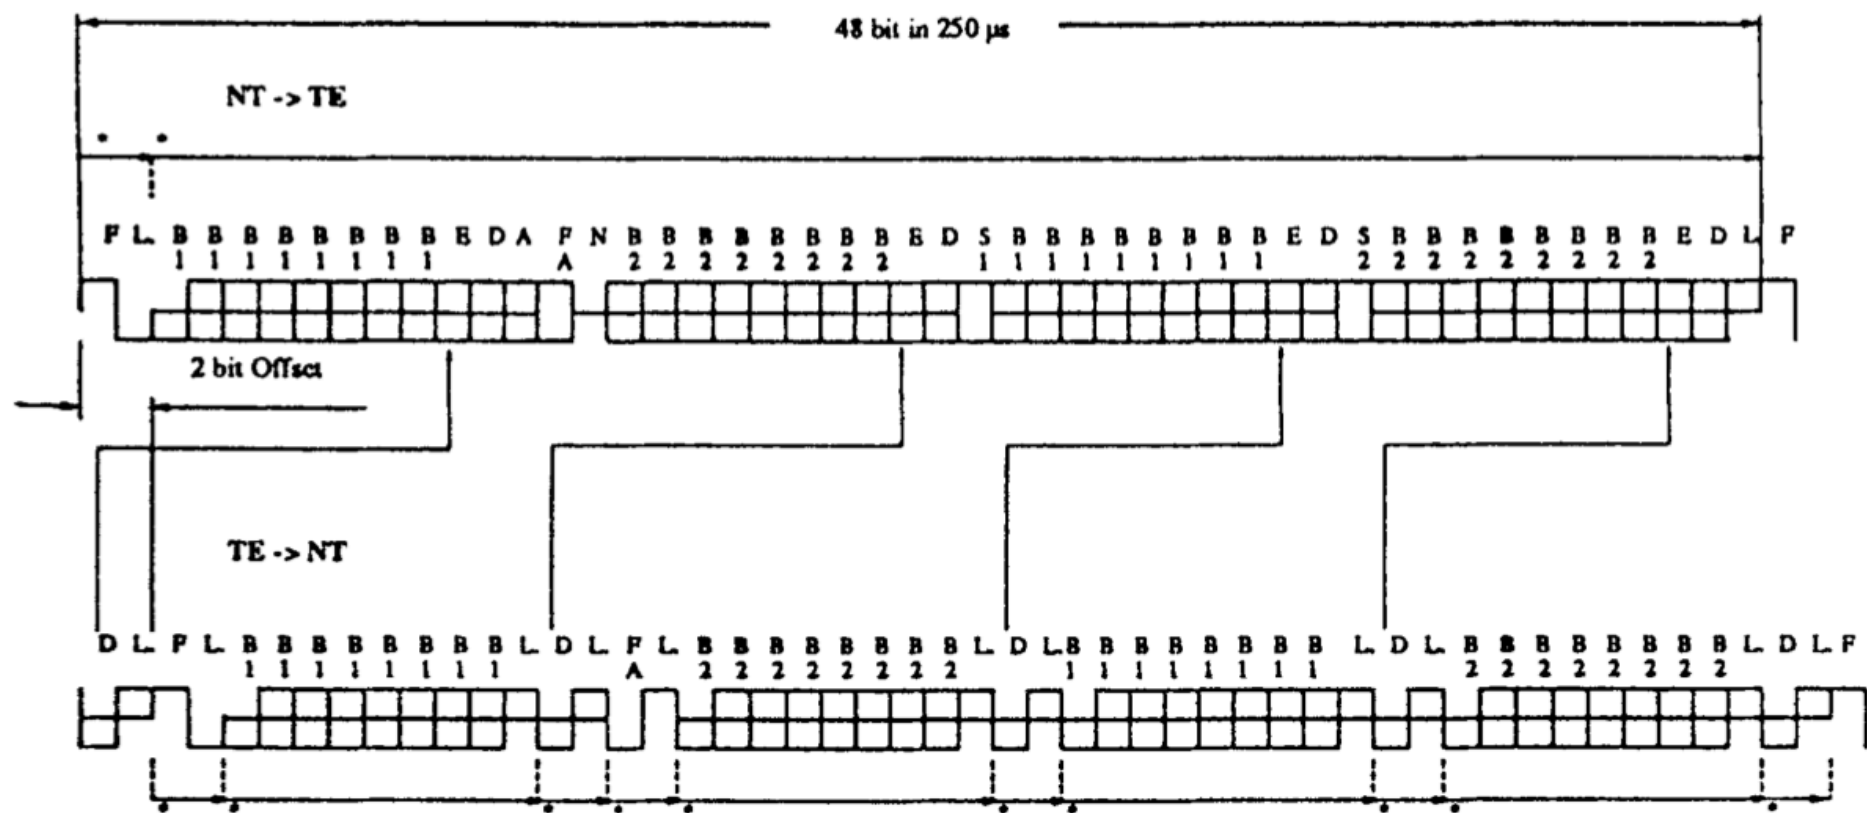 48 bit in 250 µs
NT -> TE
F L. B B B B B B B B E D A F N B B B B B B B B E D S B B B B B B B B E D S B B B B B B B B E D L F
1 1 1 1 1 1 1 1 A 2 2 2 2 2 2 2 2 1 1 1 1 1 1 1 1 1 2 2 2 2 2 2 2 2 2
2 bit Offset
TE -> NT
D L. F L. B B B B B B B B L. D L. F L. B B B B B B B B L. D L. B B B B B B B B L. D L. B B B B B B B B L. D L. F
1 1 1 1 1 1 1 1 A 2 2 2 2 2 2 2 2 1 1 1 1 1 1 1 1 2 2 2 2 2 2 2 2